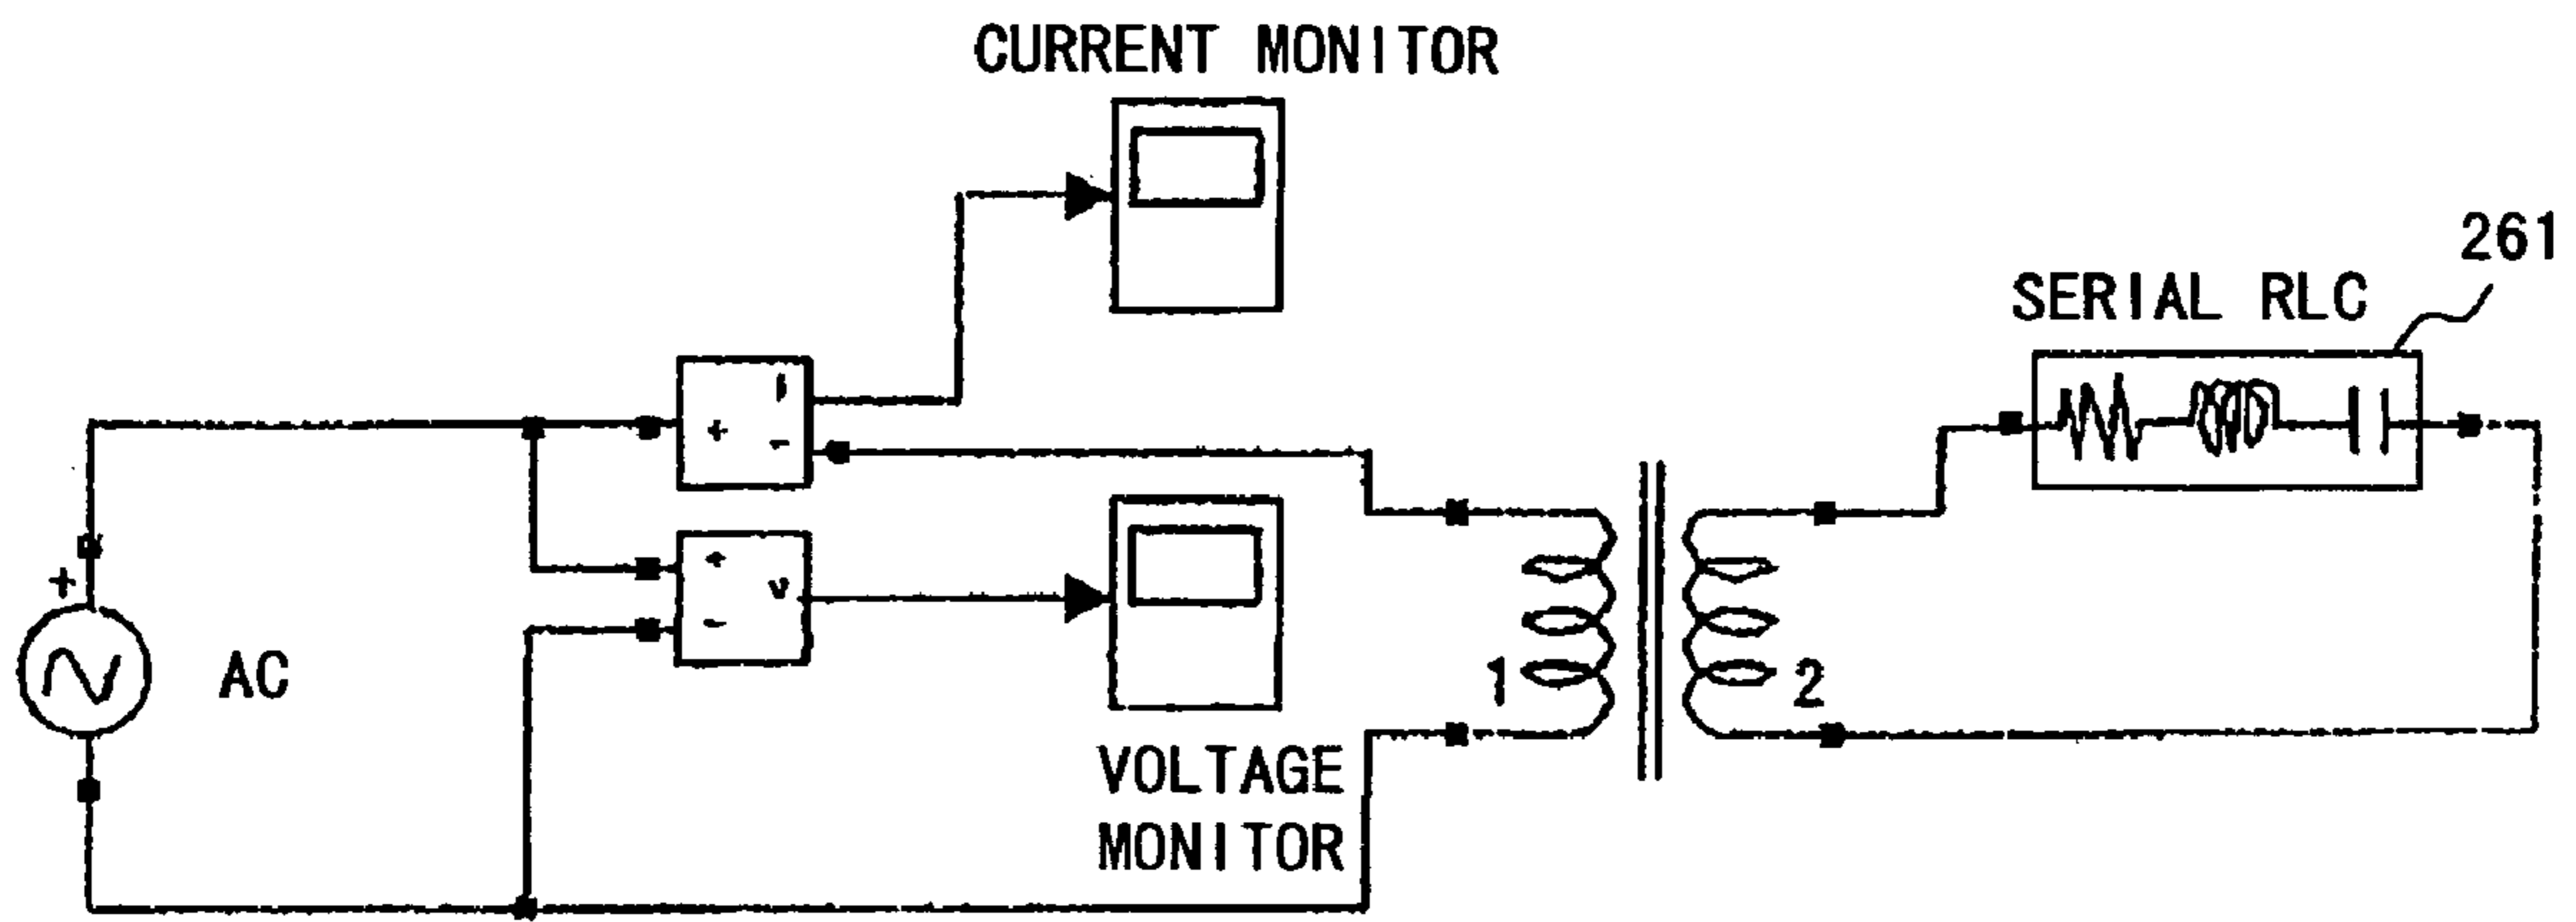 CURRENT MONITOR
261
SERIAL RLC
i
+
-
+
v
-
+
AC
1
2
VOLTAGE
MONITOR